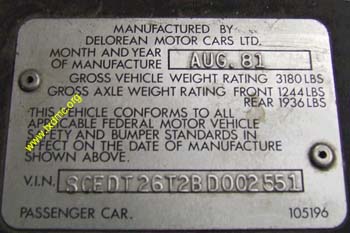 MANUFACTURED BY
DELOREAN MOTOR CARS LTD.
MONTH AND YEAR
OF MANUFACTURE AUG. 81
GROSS VEHICLE WEIGHT RATING 3180 LBS
GROSS AXLE WEIGHT RATING FRONT 1244 LBS
REAR 1936 LBS
THIS VEHICLE CONFORMS TO ALL
APPLICABLE FEDERAL MOTOR VEHICLE
SAFETY AND BUMPER STANDARDS IN
EFFECT ON THE DATE OF MANUFACTURE
SHOWN ABOVE.
V.I.N. SCEDT26T2BD002551
PASSENGER CAR. 105196
www.txdmc.org